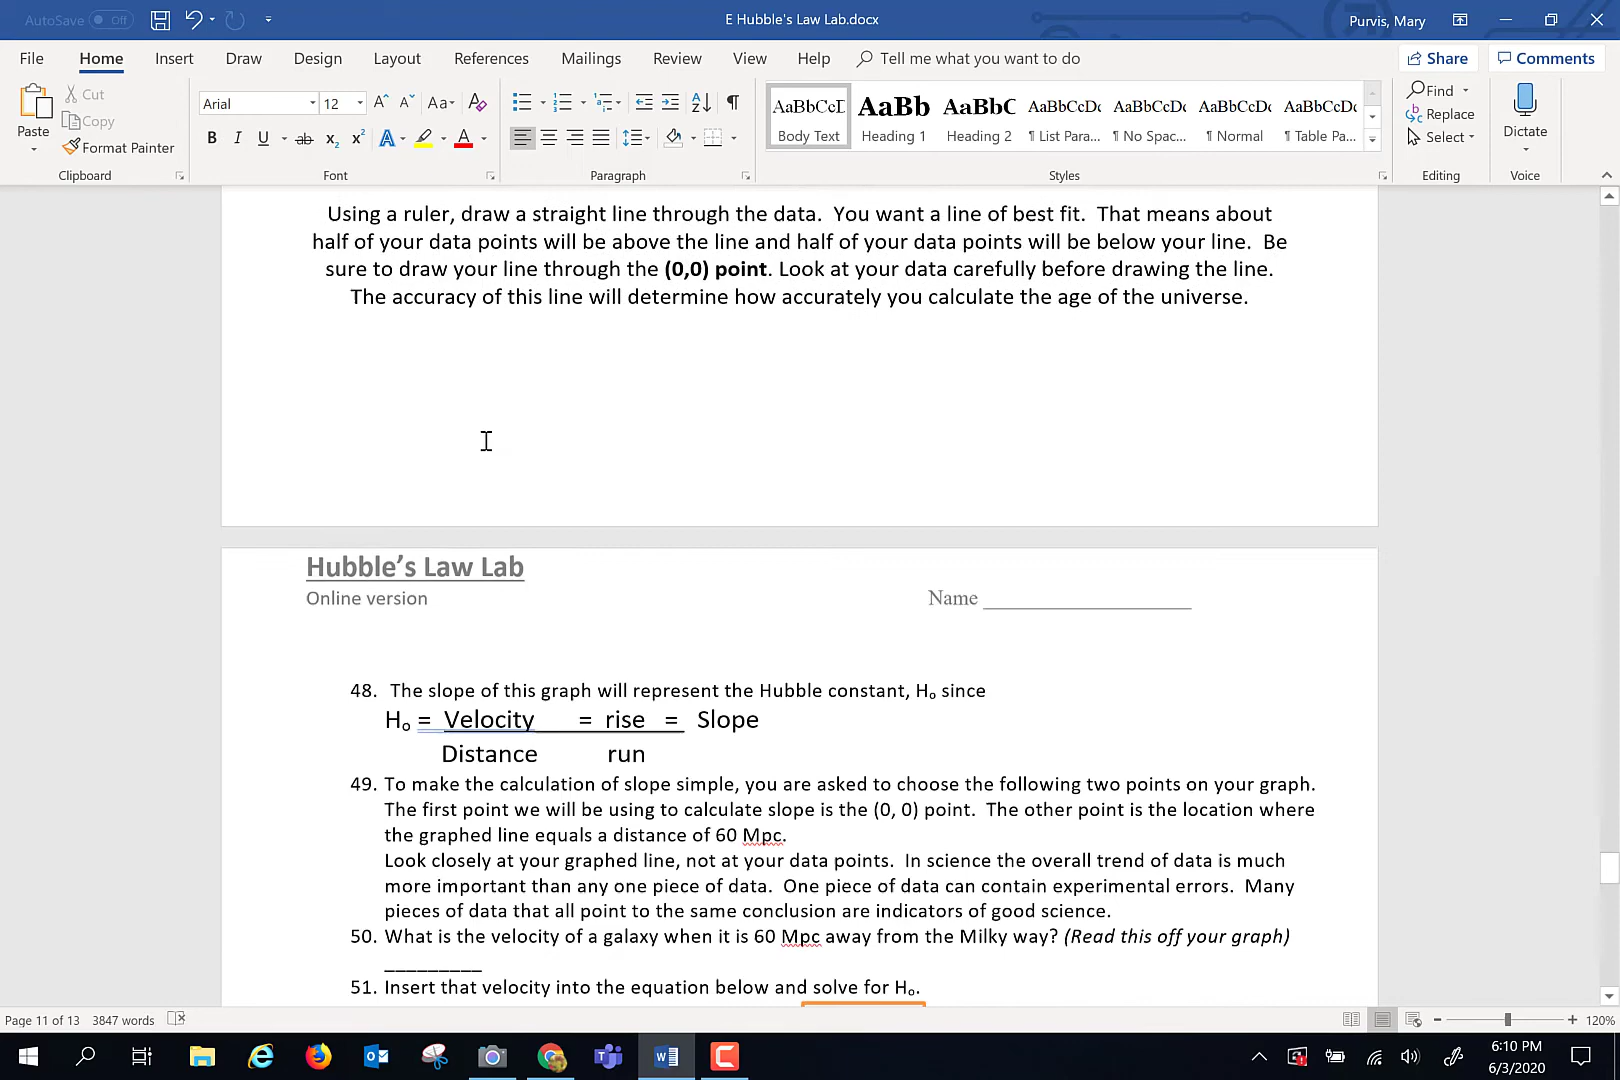 AutoSave Off
E Hubble's Law Lab.docx
Purvis, Mary
File Home Insert Draw Design Layout References Mailings Review View Help Tell me what you want to do
Share Comments
Paste
Cut
Copy
Format Painter
Clipboard
Arial 12
Aa
B I U ab x₂ x² A A
Font
Paragraph
AaBbCcI AaBb AaBbC AaBbCcDc AaBbCcDc AaBbCcDc AaBbCcDc
Body Text Heading 1 Heading 2 ¶ List Para... ¶ No Spac... ¶ Normal ¶ Table Pa...
Styles
Find
Replace
Select
Editing
Dictate
Voice
Using a ruler, draw a straight line through the data. You want a line of best fit. That means about
half of your data points will be above the line and half of your data points will be below your line. Be
sure to draw your line through the (0,0) point. Look at your data carefully before drawing the line.
The accuracy of this line will determine how accurately you calculate the age of the universe.
Hubble's Law Lab
Online version
Name ____________________
48. The slope of this graph will represent the Hubble constant, Hₒ since
Hₒ = Velocity = rise = Slope
Distance run
49. To make the calculation of slope simple, you are asked to choose the following two points on your graph.
The first point we will be using to calculate slope is the (0, 0) point. The other point is the location where
the graphed line equals a distance of 60 Mpc.
Look closely at your graphed line, not at your data points. In science the overall trend of data is much
more important than any one piece of data. One piece of data can contain experimental errors. Many
pieces of data that all point to the same conclusion are indicators of good science.
50. What is the velocity of a galaxy when it is 60 Mpc away from the Milky way? (Read this off your graph)
_________
51. Insert that velocity into the equation below and solve for Hₒ.
Page 11 of 13 3847 words
120%
6:10 PM
6/3/2020